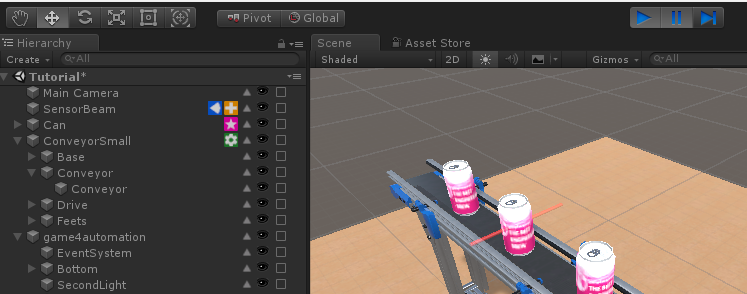 Pivot Global
Hierarchy
Create All
Tutorial*
Main Camera
SensorBeam
Can
ConveyorSmall
Base
Conveyor
Conveyor
Drive
Feets
game4automation
EventSystem
Bottom
SecondLight
Scene Asset Store
Shaded 2D Gizmos All